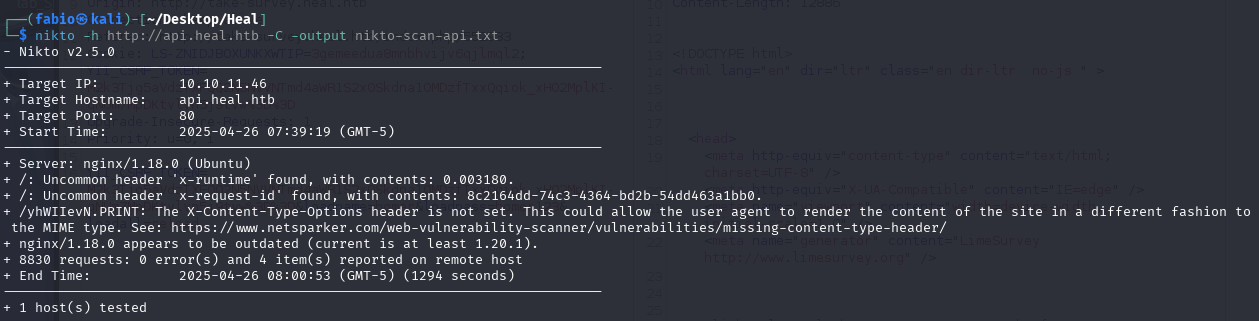 ┌──(fabio㉿kali)-[~/Desktop/Heal]
└─$ nikto -h http://api.heal.htb -C -output nikto-scan-api.txt
- Nikto v2.5.0
+ Target IP:          10.10.11.46
+ Target Hostname:    api.heal.htb
+ Target Port:        80
+ Start Time:         2025-04-26 07:39:19 (GMT-5)
+ Server: nginx/1.18.0 (Ubuntu)
+ /: Uncommon header 'x-runtime' found, with contents: 0.003180.
+ /: Uncommon header 'x-request-id' found, with contents: 8c2164dd-74c3-4364-bd2b-54dd463a1bb0.
+ /yhWIIevN.PRINT: The X-Content-Type-Options header is not set. This could allow the user agent to render the content of the site in a different fashion to
the MIME type. See: https://www.netsparker.com/web-vulnerability-scanner/vulnerabilities/missing-content-type-header/
+ nginx/1.18.0 appears to be outdated (current is at least 1.20.1).
+ 8830 requests: 0 error(s) and 4 item(s) reported on remote host
+ End Time:           2025-04-26 08:00:53 (GMT-5) (1294 seconds)
+ 1 host(s) tested
Origin: http://take-survey.heal.htb
10 Content-Length: 12886
<!DOCTYPE html>
<html lang="en" dir="ltr" class="en dir-ltr no-js" >
<head>
<meta http-equiv="content-type" content="text/html;
charset=UTF-8" />
<meta http-equiv="X-UA-Compatible" content="IE=edge" />
<meta name="generator" content="LimeSurvey
http://www.limesurvey.org" />